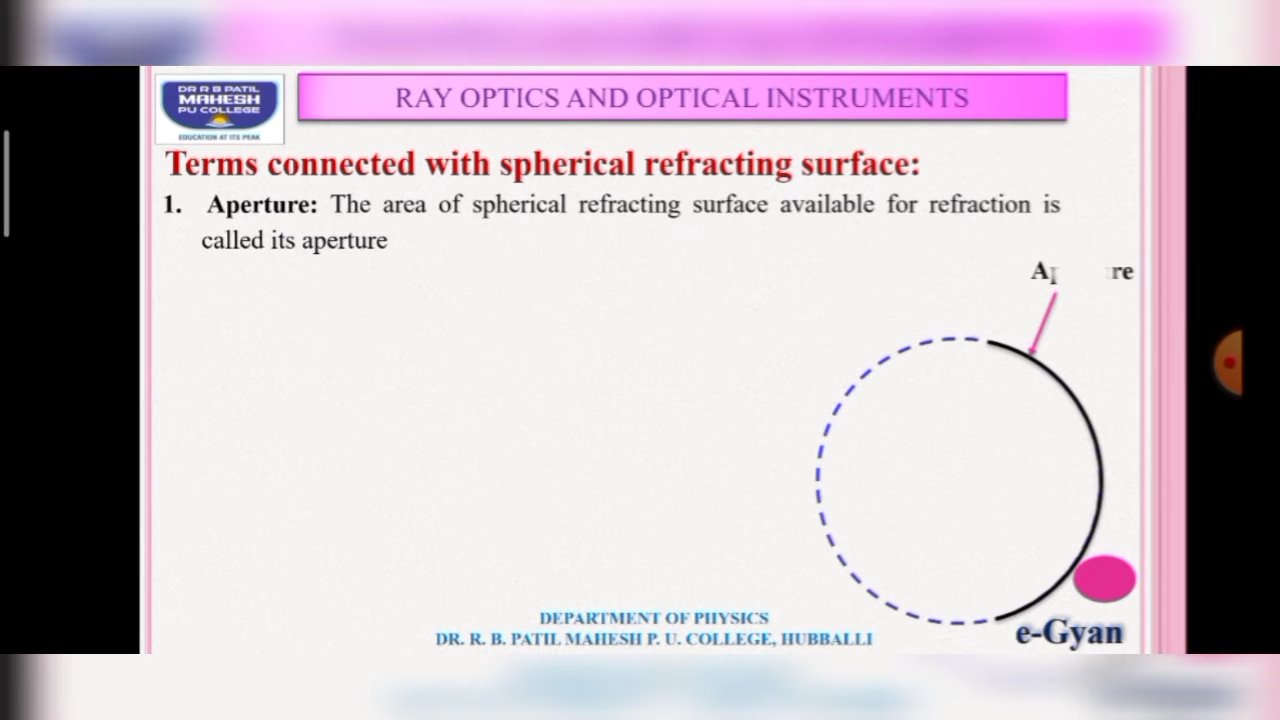 DR R B PATIL
MAHESH
PU COLLEGE
EDUCATION AT ITS PEAK
RAY OPTICS AND OPTICAL INSTRUMENTS
Terms connected with spherical refracting surface:
1. Aperture: The area of spherical refracting surface available for refraction is
called its aperture
DEPARTMENT OF PHYSICS
DR. R. B. PATIL MAHESH P. U. COLLEGE, HUBBALLI
e-Gyan